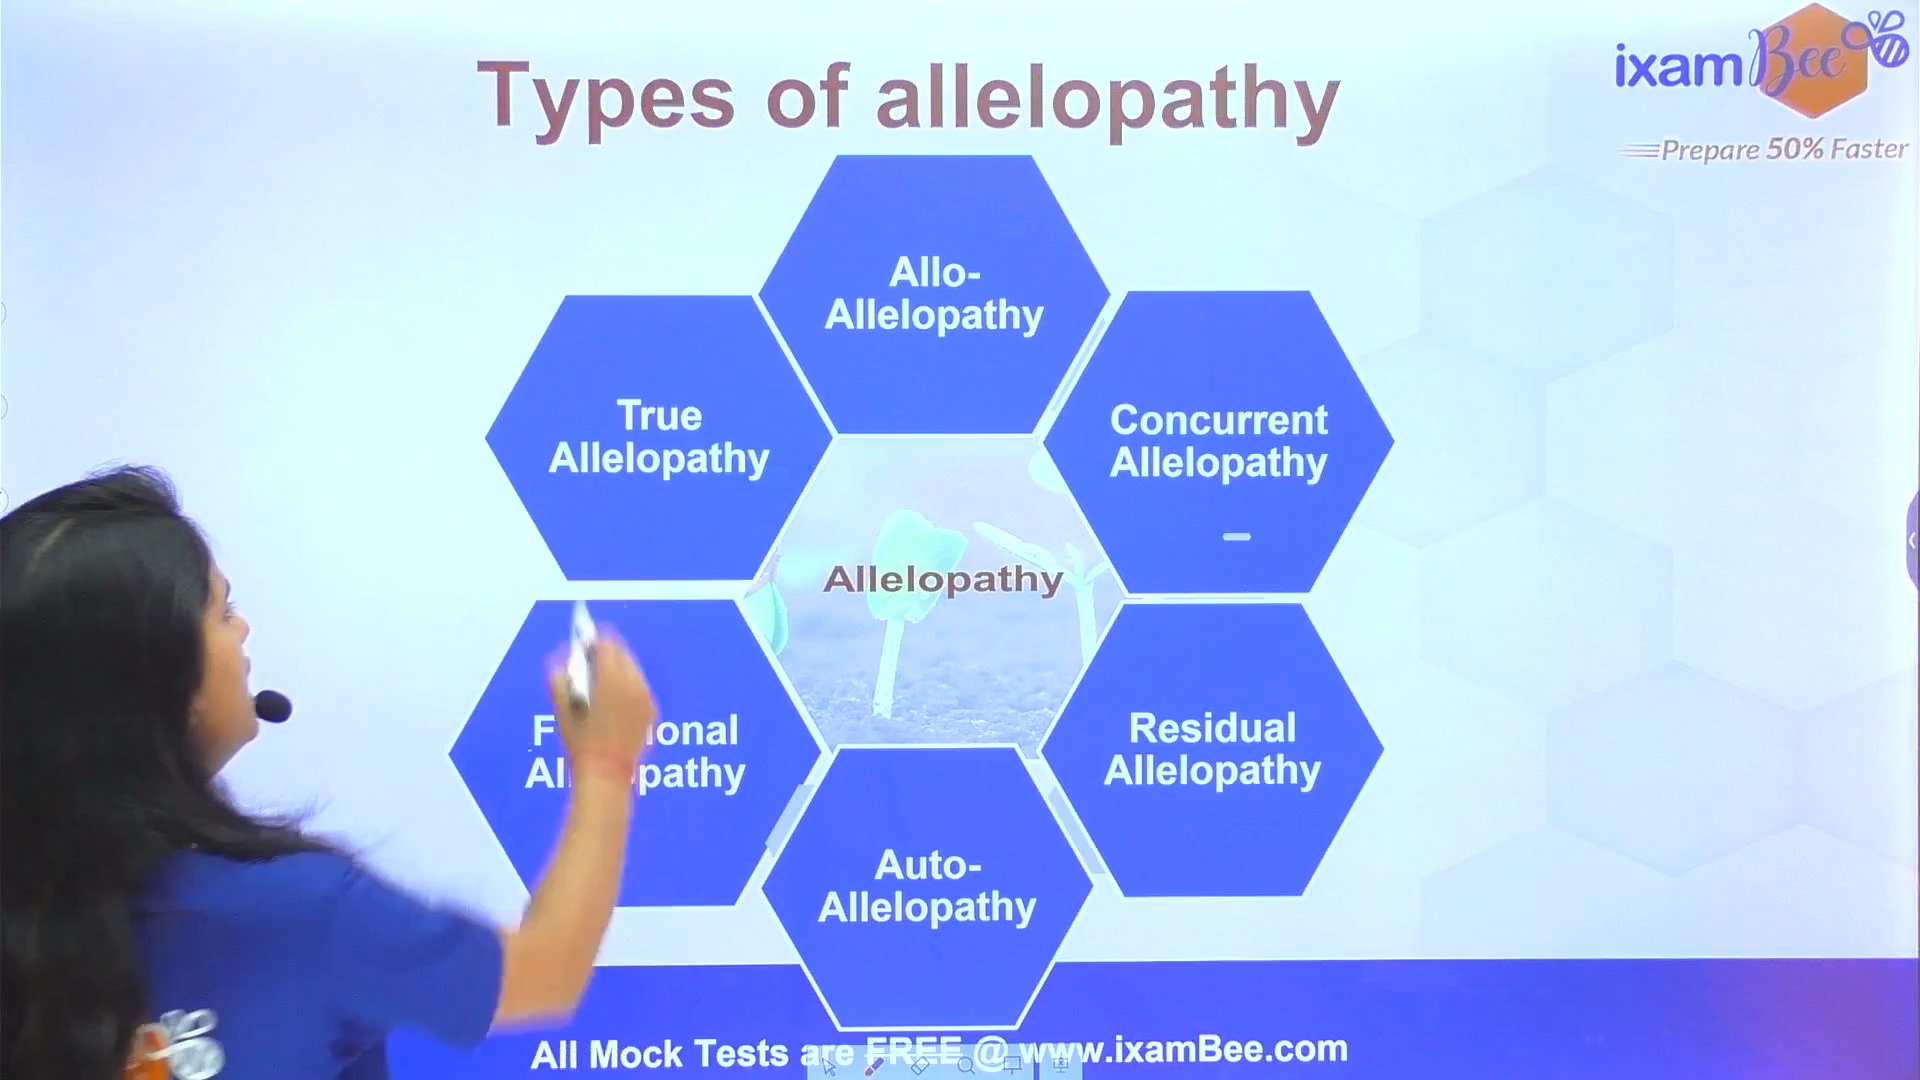 Types of allelopathy
ixamBee
Prepare 50% Faster
Allo-
Allelopathy
True
Allelopathy
Concurrent
Allelopathy
Allelopathy
Residual
Allelopathy
Auto-
Allelopathy
All Mock Tests are FREE @ www.ixamBee.com